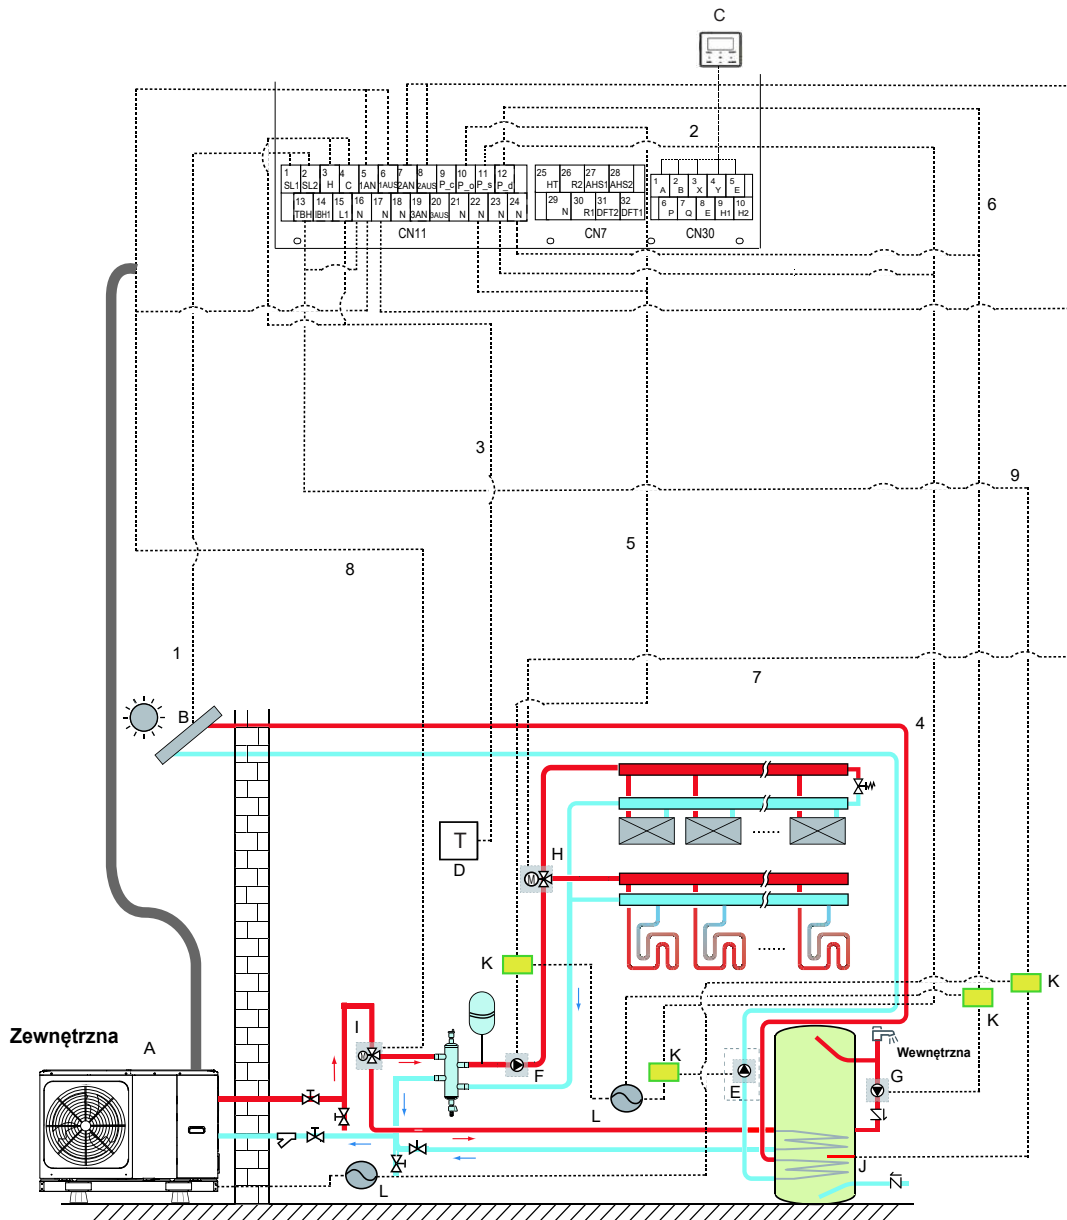 C
2
1 2 3 4 5 6 7 8 9 10 11 12
SL1 SL2 H C 1AN 1AUS 2AN 2AUS P_c P_o P_s P_d
13 14 15 16 17 18 19 20 21 22 23 24
TBH IBH1 L1 N N N 3AN 3AUS N N N N
CN11
25 26 27 28
HT R2 AHS1 AHS2
29 30 31 32
N R1 DFT2 DFT1
CN7
1 2 3 4 5
A B X Y E
6 7 8 9 10
P Q E H1 H2
CN30
6
3
9
5
8
1
7
B
4
T
D
H
M
K
K
K
Zewnętrzna
A
I
M
F
K
Wewnętrzna
G
E
L
J
L